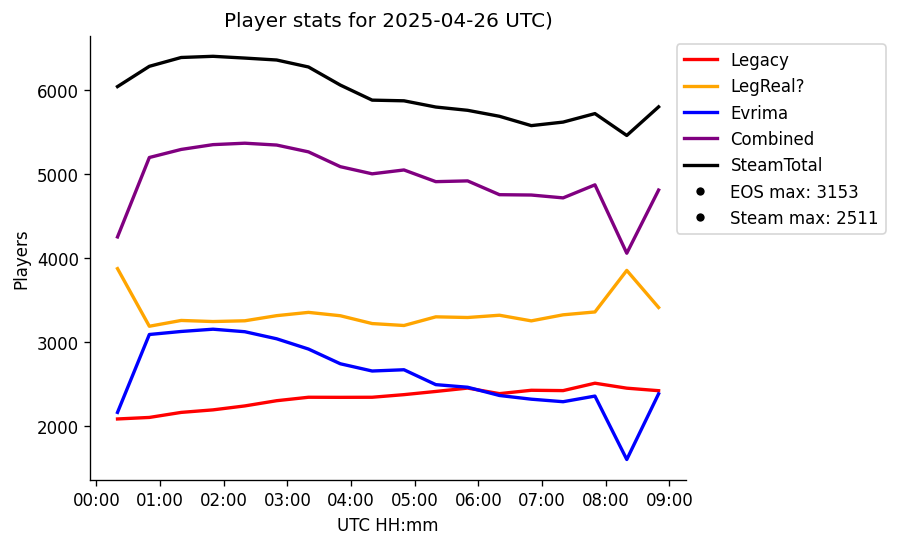 Player stats for 2025-04-26 UTC)
Players
6000
5000
4000
3000
2000
00:00 01:00 02:00 03:00 04:00 05:00 06:00 07:00 08:00 09:00
UTC HH:mm
Legacy
LegReal?
Evrima
Combined
SteamTotal
EOS max: 3153
Steam max: 2511